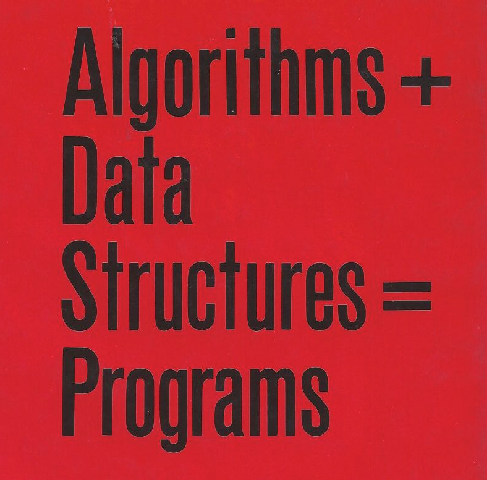 Algorithms +
Data
Structures =
Programs